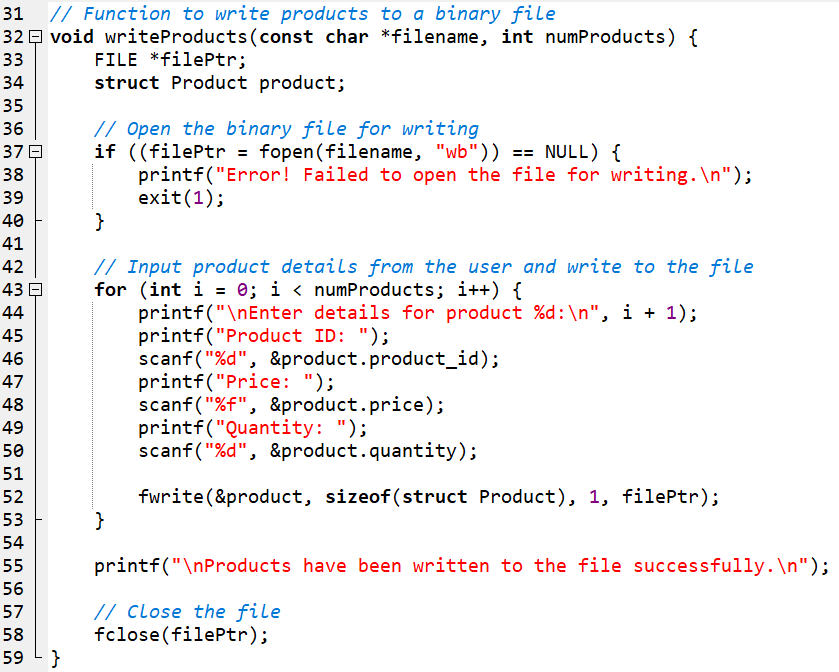 31 // Function to write products to a binary file
32 void writeProducts(const char *filename, int numProducts) {
33     FILE *filePtr;
34     struct Product product;
35
36     // Open the binary file for writing
37     if ((filePtr = fopen(filename, "wb")) == NULL) {
38         printf("Error! Failed to open the file for writing.\n");
39         exit(1);
40     }
41
42     // Input product details from the user and write to the file
43     for (int i = 0; i < numProducts; i++) {
44         printf("\nEnter details for product %d:\n", i + 1);
45         printf("Product ID: ");
46         scanf("%d", &product.product_id);
47         printf("Price: ");
48         scanf("%f", &product.price);
49         printf("Quantity: ");
50         scanf("%d", &product.quantity);
51
52         fwrite(&product, sizeof(struct Product), 1, filePtr);
53     }
54
55     printf("\nProducts have been written to the file successfully.\n");
56
57     // Close the file
58     fclose(filePtr);
59 }